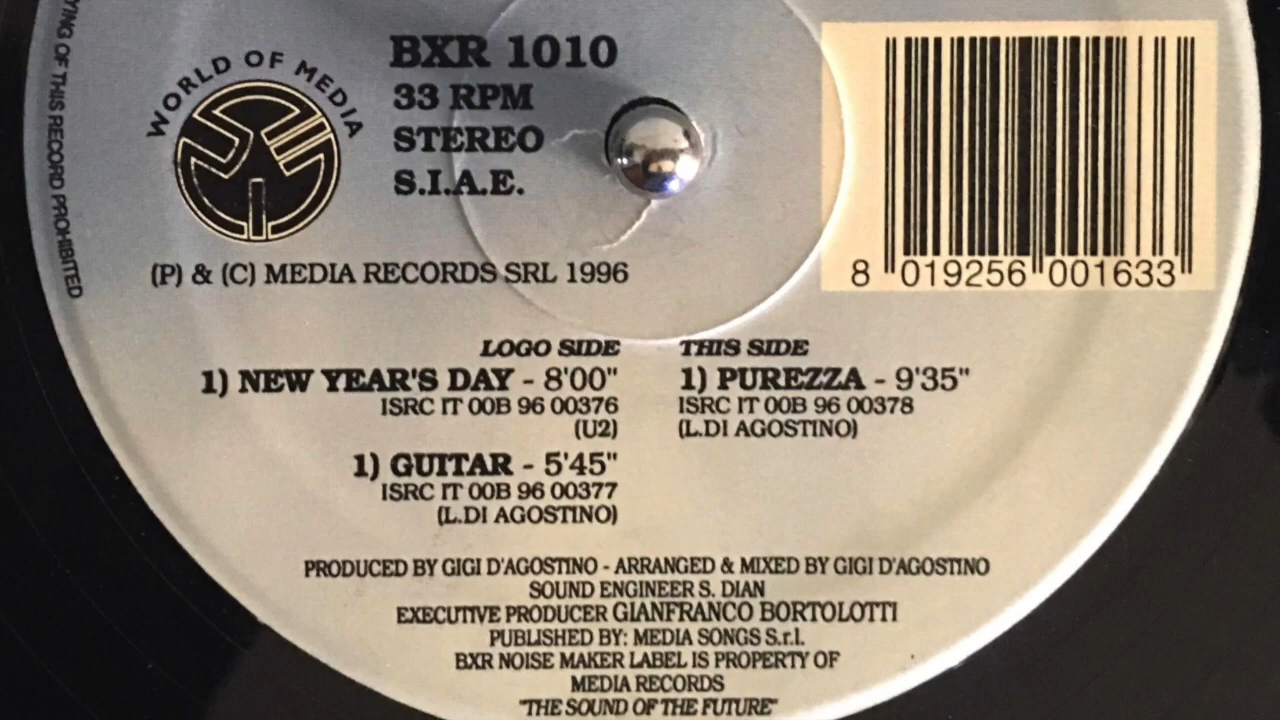 YING OF THIS RECORD PROHIBITED
WORLD OF MEDIA
BXR 1010
33 RPM
STEREO
S.I.A.E.
(P) & (C) MEDIA RECORDS SRL 1996
8 019256 001633
LOGO SIDE
1) NEW YEAR'S DAY - 8'00"
ISRC IT 00B 96 00376
(U2)
1) GUITAR - 5'45"
ISRC IT 00B 96 00377
(L.DI AGOSTINO)
THIS SIDE
1) PUREZZA - 9'35"
ISRC IT 00B 96 00378
(L.DI AGOSTINO)
PRODUCED BY GIGI D'AGOSTINO - ARRANGED & MIXED BY GIGI D'AGOSTINO
SOUND ENGINEER S. DIAN
EXECUTIVE PRODUCER GIANFRANCO BORTOLOTTI
PUBLISHED BY: MEDIA SONGS S.r.l.
BXR NOISE MAKER LABEL IS PROPERTY OF
MEDIA RECORDS
"THE SOUND OF THE FUTURE"